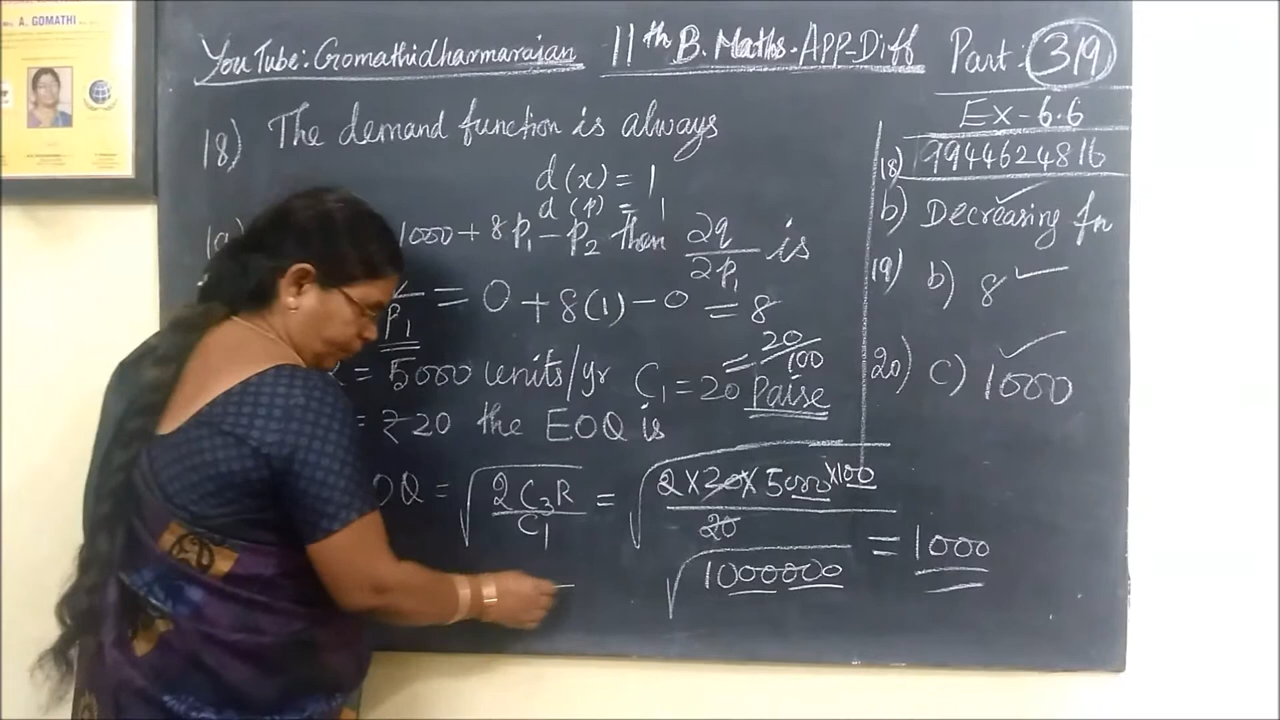 A. GOMATHI
YouTube: Gomathidharmarajan 11th B. Maths-App-Diff Part: 319
Ex-6.6
9944624816
18) The demand function is always
d(x) = 1
d(p) = 1
1000 + 8p₁ - p₂ then ∂q/∂p₁ is
p₁ = 0 + 8(1) - 0 = 8
= 5000 units/yr C₁ = 20 Paise = 20/100
= ₹20 the EOQ is
OQ = √(2C₃R/C₁) = √(2×20×5000×100/20)
√1000000 = 1000
18)
b) Decreasing fn
19) b) 8 ✓
20) c) 1000 ✓